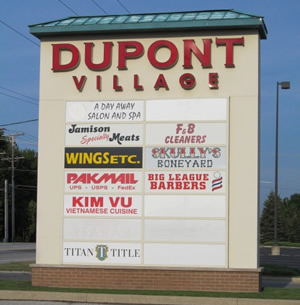 DUPONT
VILLAGE
A DAY AWAY
SALON AND SPA
Jamison
Specialty Meats
F&B
CLEANERS
WINGS ETC.
SKULLY'S
BONEYARD
PAKMAIL
UPS - USPS - FedEx
BIG LEAGUE
BARBERS
KIM VU
VIETNAMESE CUISINE
TITAN T TITLE